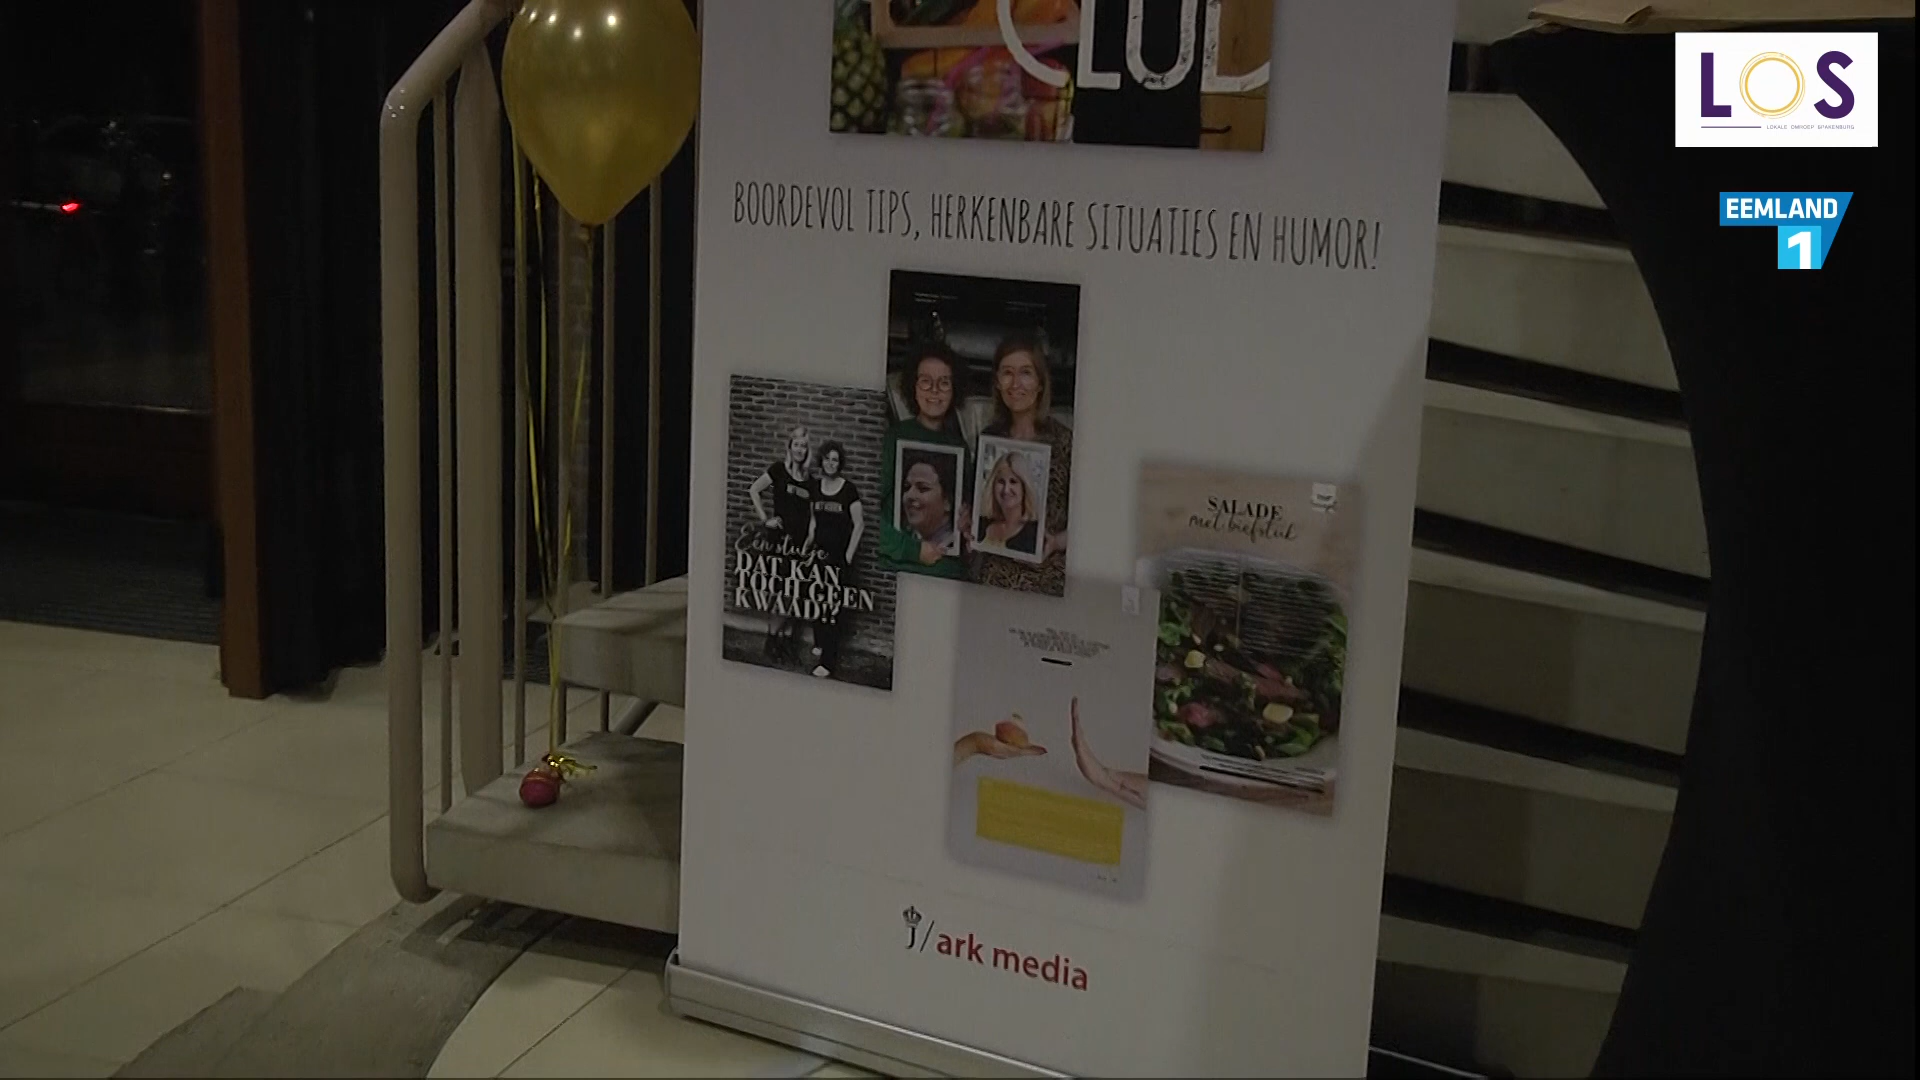 CLUB
LOS
LOKALE OMROEP SPAKENBURG
EEMLAND
1
BOORDEVOL TIPS, HERKENBARE SITUATIES EN HUMOR!
Eén stukje
DAT KAN
TOCH GEEN
KWAAD!?
SALADE
met biefstuk
J/ark media